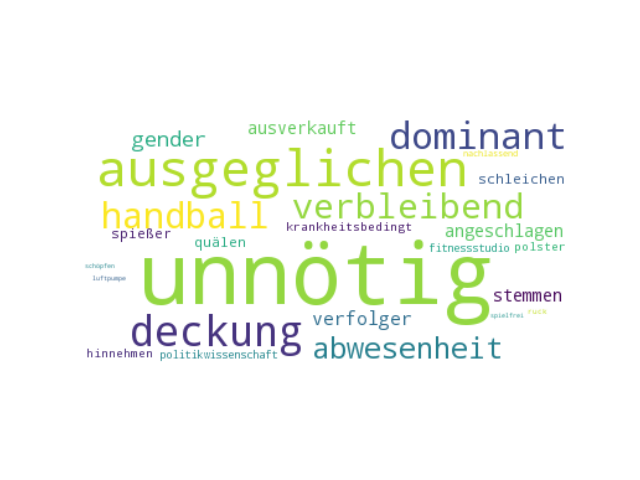 ausverkauft
gender
dominant
ausgeglichen
nachlassend
schleichen
handball
verbleibend
spießer
krankheitsbedingt
angeschlagen
quälen
fitnessstudio
polster
unnötig
schöpfen
luftpumpe
stemmen
deckung
verfolger
spielfrei
ruck
hinnehmen
politikwissenschaft
abwesenheit